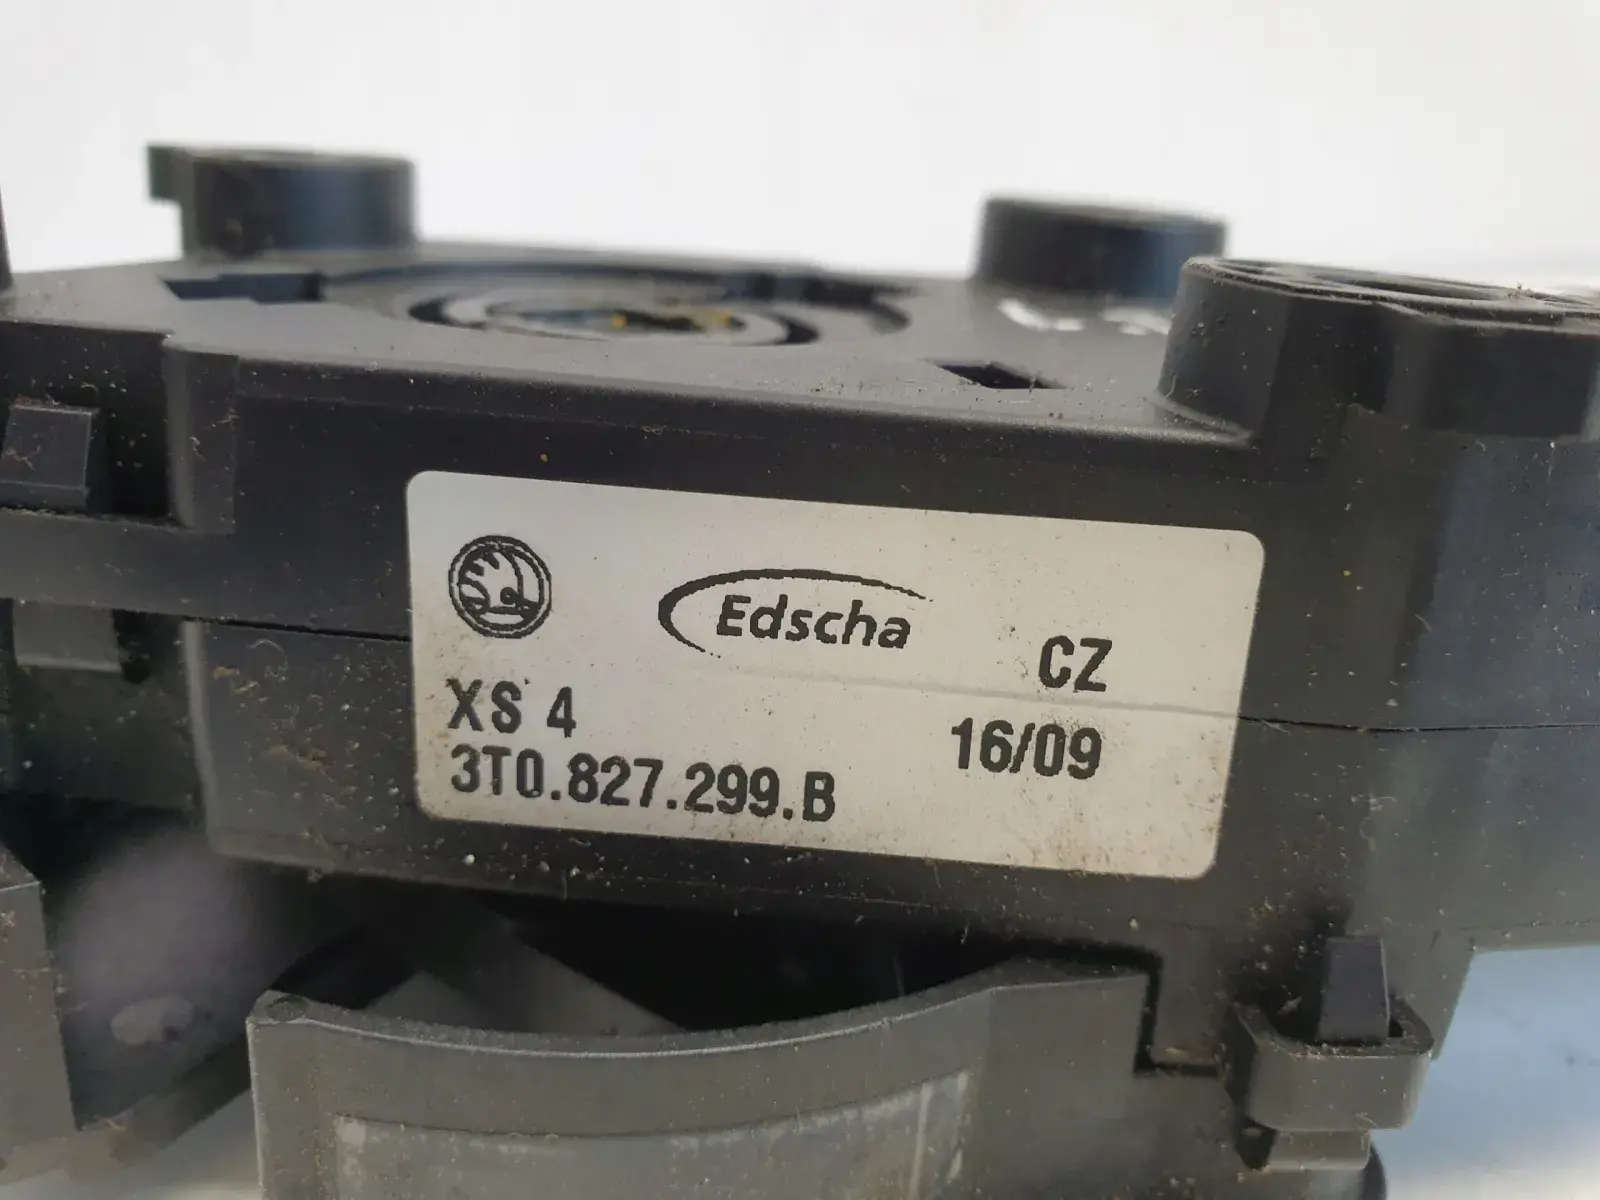 Edscha
CZ
XS 4
16/09
3T0.827.299.B